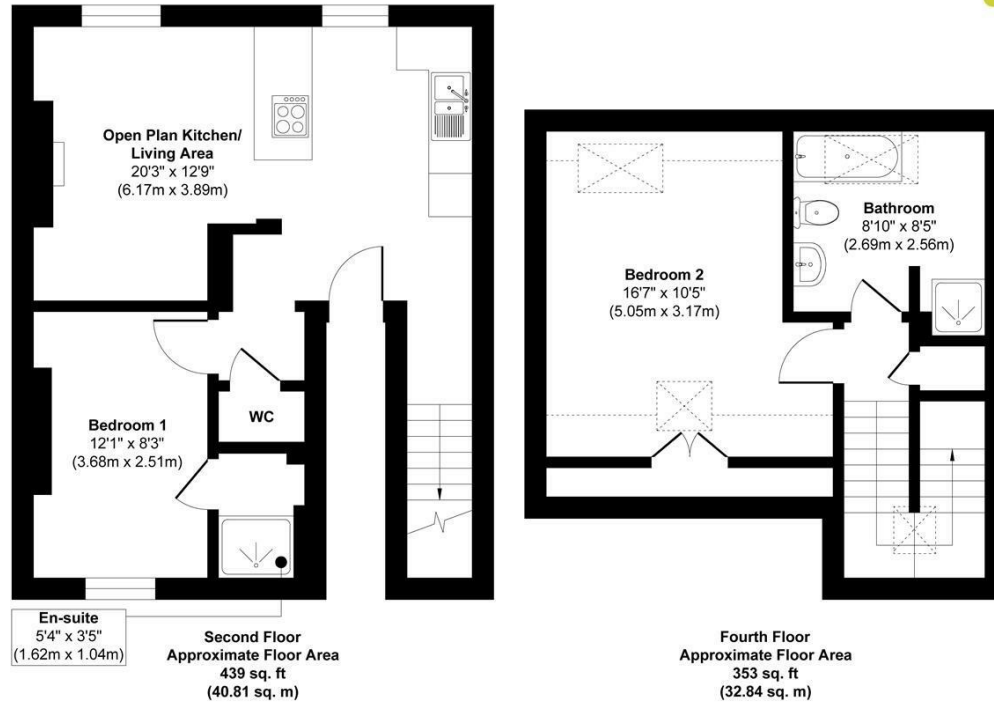 Open Plan Kitchen/
Living Area
20'3" x 12'9"
(6.17m x 3.89m)
Bedroom 1
12'1" x 8'3"
(3.68m x 2.51m)
WC
En-suite
5'4" x 3'5"
(1.62m x 1.04m)
Second Floor
Approximate Floor Area
439 sq. ft
(40.81 sq. m)
Bedroom 2
16'7" x 10'5"
(5.05m x 3.17m)
Bathroom
8'10" x 8'5"
(2.69m x 2.56m)
Fourth Floor
Approximate Floor Area
353 sq. ft
(32.84 sq. m)